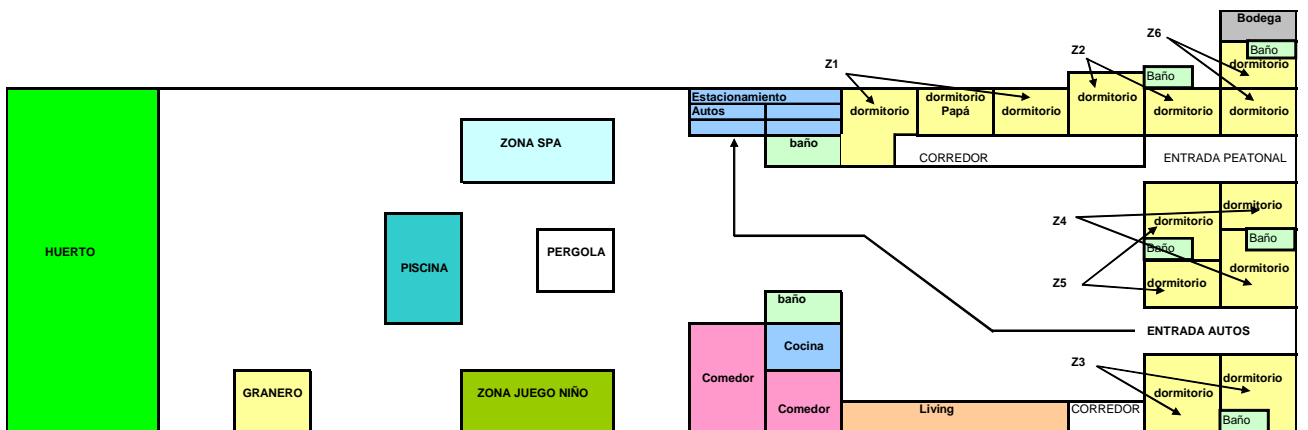 Bodega
Z6
Baño
Z2
dormitorio
Z1
Baño
Estacionamiento
dormitorio
dormitorio
Autos
dormitorio
Papá
dormitorio
dormitorio
dormitorio
ZONA SPA
baño
CORREDOR
ENTRADA PEATONAL
dormitorio
Z4
dormitorio
HUERTO
PERGOLA
Baño
Baño
PISCINA
dormitorio
Z5
dormitorio
baño
ENTRADA AUTOS
Cocina
Z3
Comedor
dormitorio
GRANERO
ZONA JUEGO NIÑO
dormitorio
Comedor
Living
CORREDOR
Baño